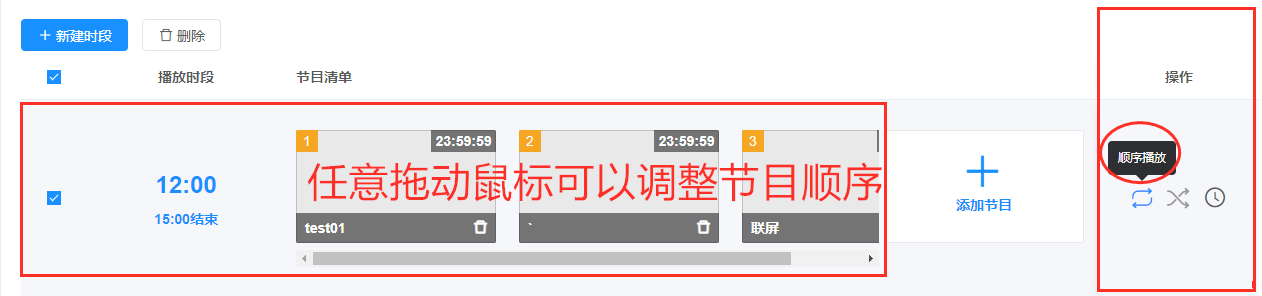 新建时段 删除
播放时段 节目清单 操作
1 23:59:59 2 23:59:59 3
顺序播放
任意拖动鼠标可以调整节目顺序
12:00
15:00结束
添加节目
test01 ` 联屏